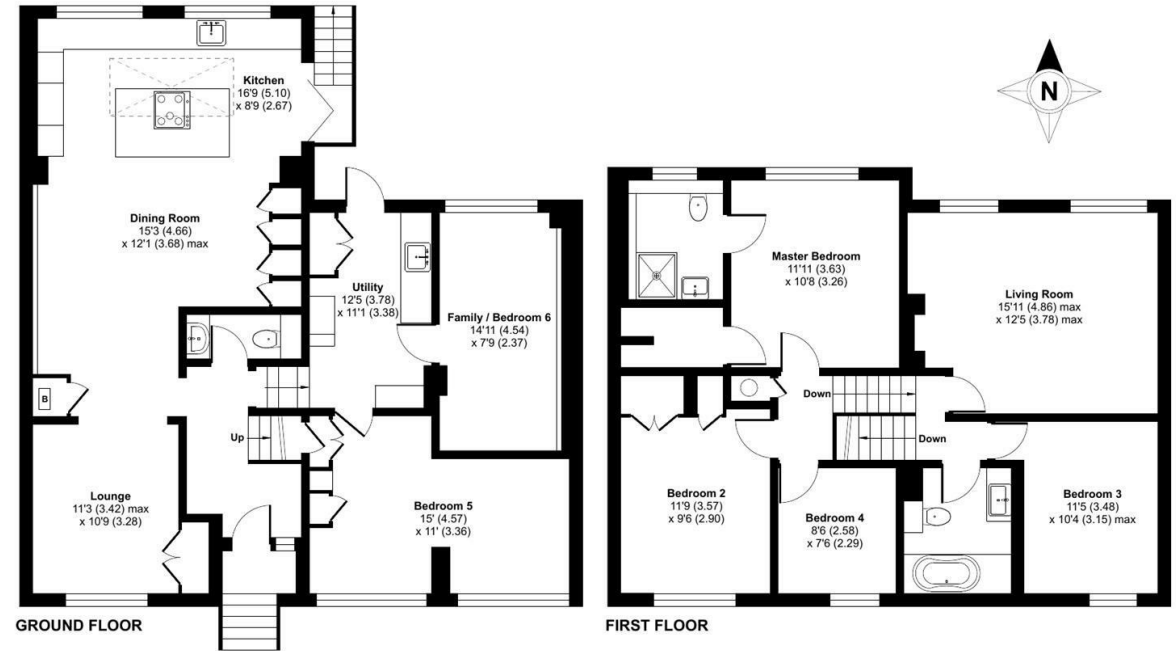 Kitchen
16'9 (5.10)
x 8'9 (2.67)
N
Dining Room
15'3 (4.66)
x 12'1 (3.68) max
Utility
12'5 (3.78)
x 11'1 (3.38)
Family / Bedroom 6
14'11 (4.54)
x 7'9 (2.37)
B
Up
Lounge
11'3 (3.42) max
x 10'9 (3.28)
Bedroom 5
15' (4.57)
x 11' (3.36)
GROUND FLOOR
Master Bedroom
11'11 (3.63)
x 10'8 (3.26)
Living Room
15'11 (4.86) max
x 12'5 (3.78) max
Down
Down
Bedroom 2
11'9 (3.57)
x 9'6 (2.90)
Bedroom 4
8'6 (2.58)
x 7'6 (2.29)
Bedroom 3
11'5 (3.48)
x 10'4 (3.15) max
FIRST FLOOR